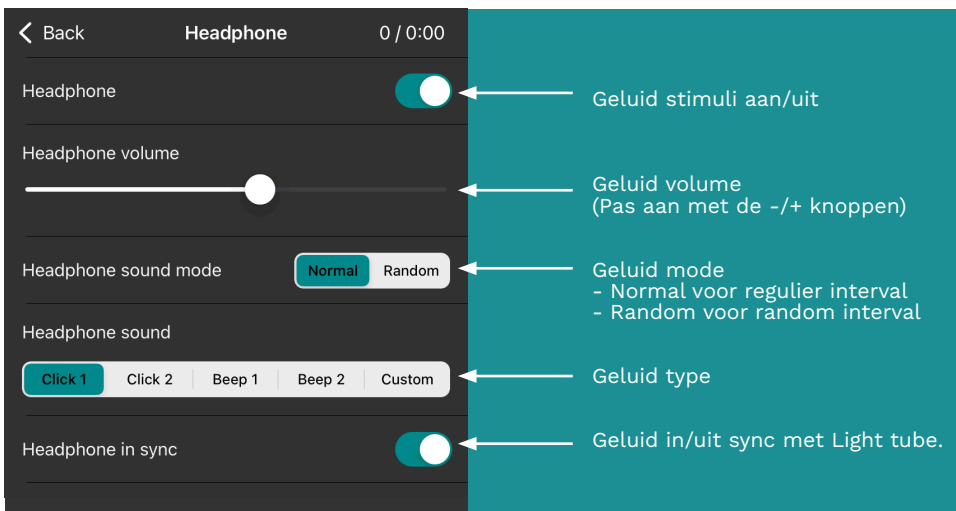 Back
Headphone
0 / 0:00
Headphone
Geluid stimuli aan/uit
Headphone volume
Geluid volume
(Pas aan met de -/+ knoppen)
Headphone sound mode
Normal
Random
Geluid mode
- Normal voor regulier interval
- Random voor random interval
Headphone sound
Click 1
Click 2
Beep 1
Beep 2
Custom
Geluid type
Headphone in sync
Geluid in/uit sync met Light tube.